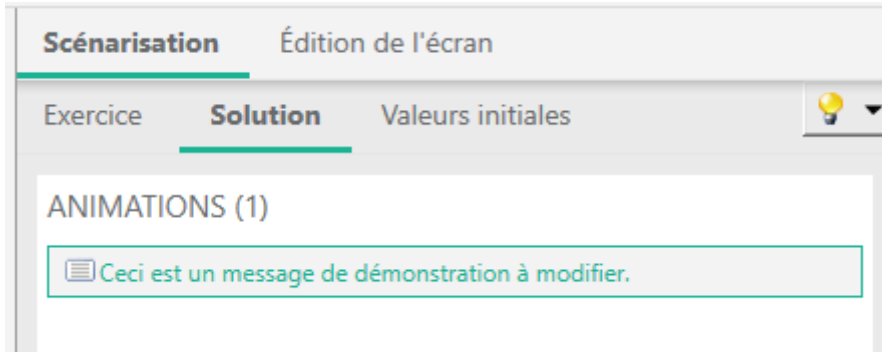 Scénarisation Édition de l'écran
Exercice Solution Valeurs initiales
ANIMATIONS (1)
Ceci est un message de démonstration à modifier.